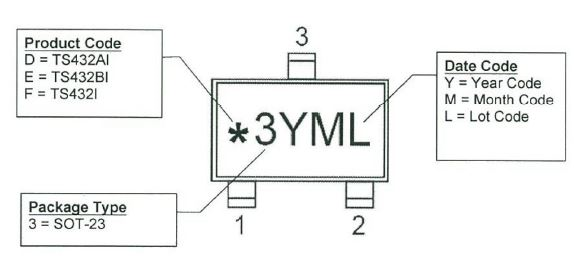 Product Code
D = TS432AI
E = TS432BI
F = TS432I
3
Date Code
Y = Year Code
M = Month Code
L = Lot Code
*3YML
Package Type
3 = SOT-23
1
2